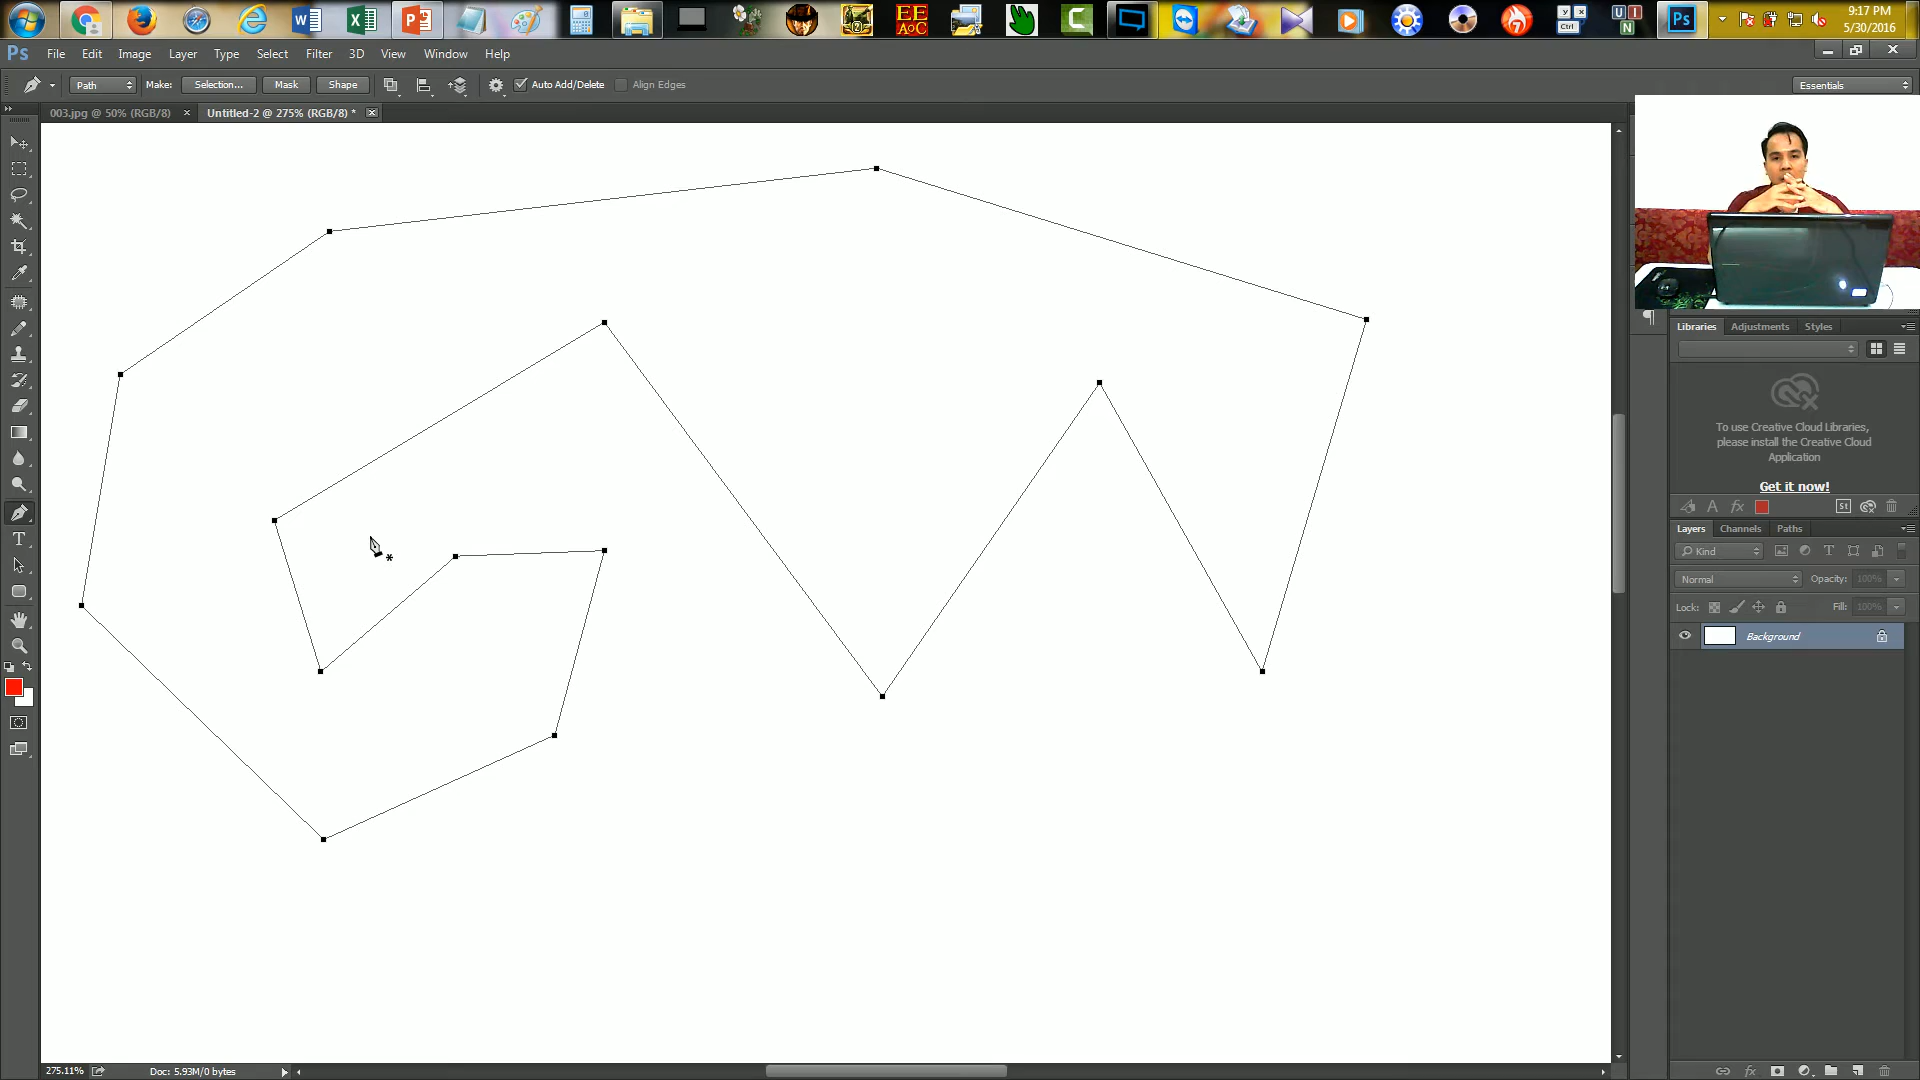 9:17 PM
5/30/2016
Ps
File Edit Image Layer Type Select Filter 3D View Window Help
Path Make: Selection... Mask Shape Auto Add/Delete Align Edges Essentials
003.jpg @ 50% (RGB/8) Untitled-2 @ 275% (RGB/8) *
Libraries Adjustments Styles
To use Creative Cloud Libraries,
please install the Creative Cloud
Application
Get it now!
St
Layers Channels Paths
Kind
Normal Opacity: 100%
Lock: Fill: 100%
Background
275.11% Doc: 5.93M/0 bytes